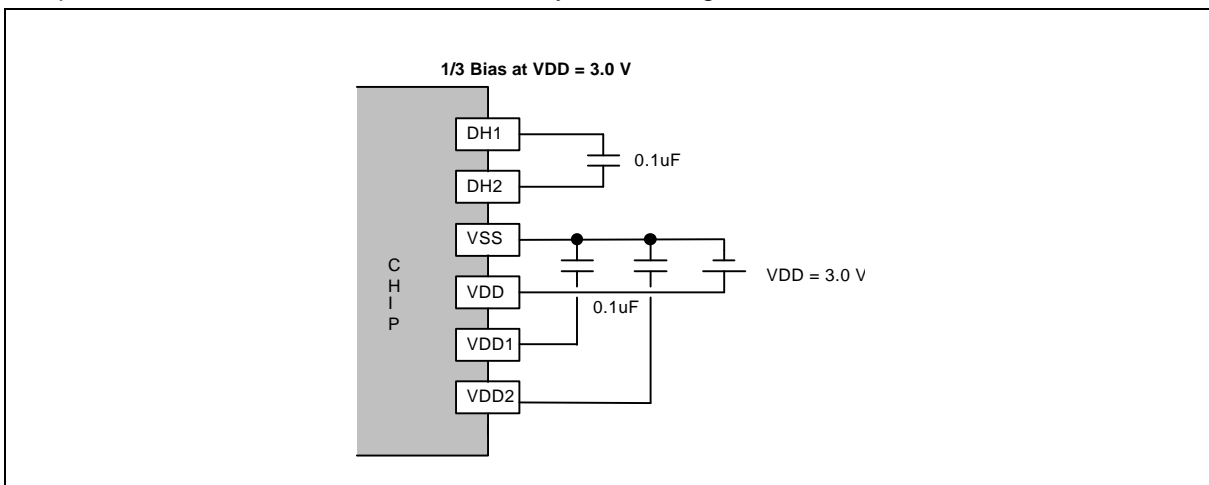 1/3 Bias at VDD = 3.0 V
DH1
0.1uF
DH2
VSS
C
H
I
P
VDD = 3.0 V
VDD
0.1uF
VDD1
VDD2